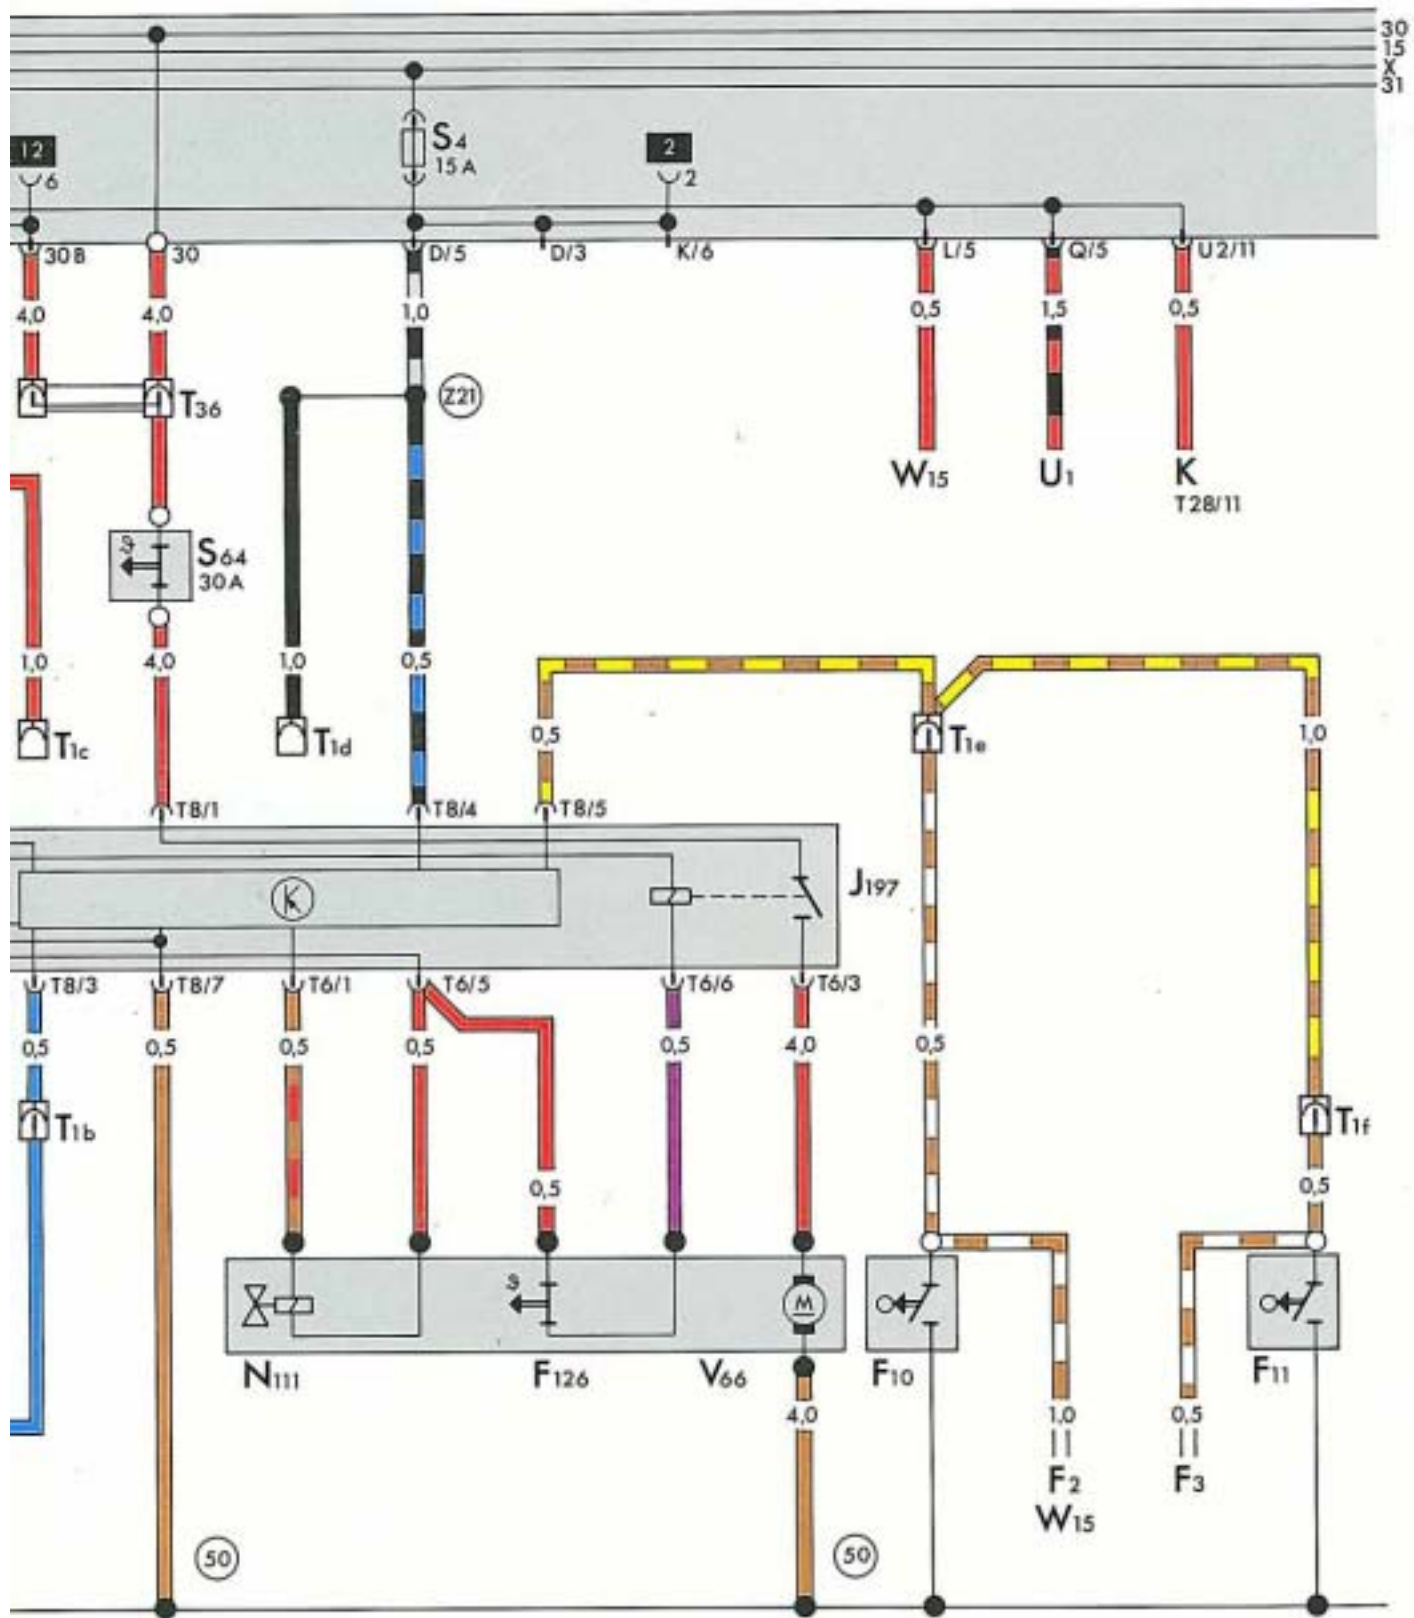 30
15
X
31
12
6
S4
15 A
2
2
30 B
30
D/5
D/3
K/6
L/5
Q/5
U2/11
4,0
4,0
1,0
0,5
1,5
0,5
T36
Z21
W15
U1
K
T28/11
S64
30 A
1,0
4,0
1,0
0,5
T1c
T1d
0,5
T1e
1,0
T8/1
T8/4
T8/5
J197
T8/3
T8/7
T6/1
T6/5
T6/6
T6/3
0,5
0,5
0,5
0,5
0,5
4,0
0,5
T1b
T1f
0,5
0,5
M
N111
F126
V66
F10
F11
4,0
1,0
0,5
F2
F3
W15
50
50